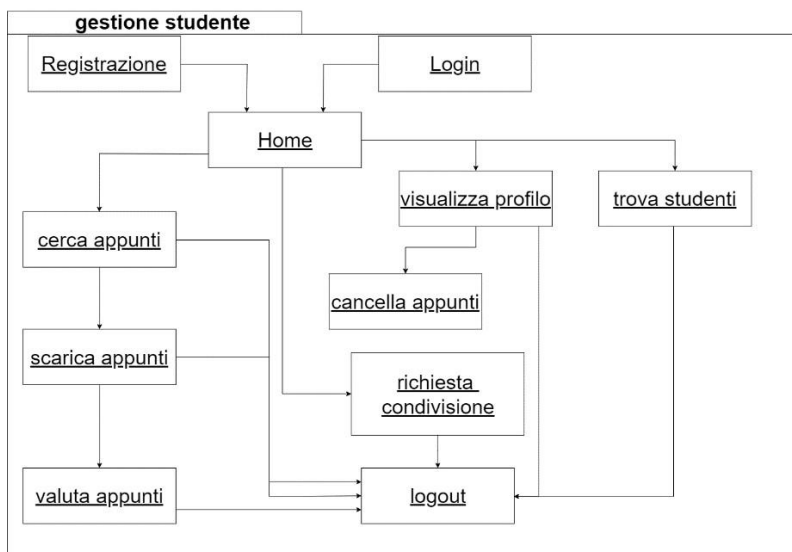 gestione studente
Registrazione
Login
Home
visualizza profilo
trova studenti
cerca appunti
cancella appunti
scarica appunti
richiesta
condivisione
valuta appunti
logout